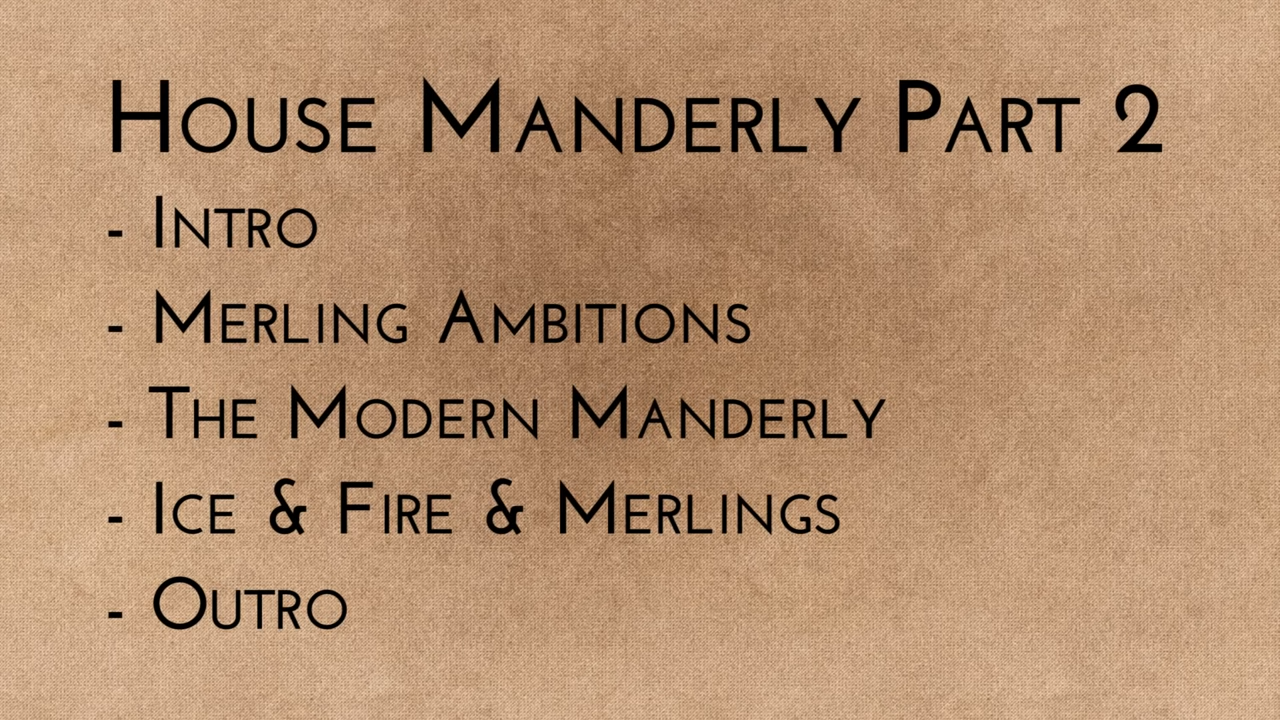 House Manderly Part 2
- Intro
- Merling Ambitions
- The Modern Manderly
- Ice & Fire & Merlings
- Outro